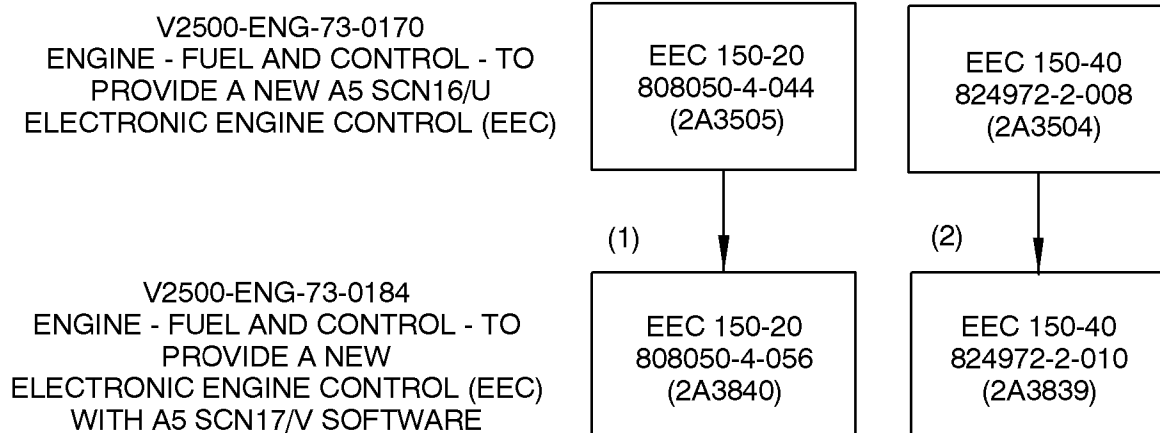 V2500-ENG-73-0170
ENGINE - FUEL AND CONTROL - TO
PROVIDE A NEW A5 SCN16/U
ELECTRONIC ENGINE CONTROL (EEC)
EEC 150-20
808050-4-044
(2A3505)
EEC 150-40
824972-2-008
(2A3504)
(1)
(2)
V2500-ENG-73-0184
ENGINE - FUEL AND CONTROL - TO
PROVIDE A NEW
ELECTRONIC ENGINE CONTROL (EEC)
WITH A5 SCN17/V SOFTWARE
EEC 150-20
808050-4-056
(2A3840)
EEC 150-40
824972-2-010
(2A3839)